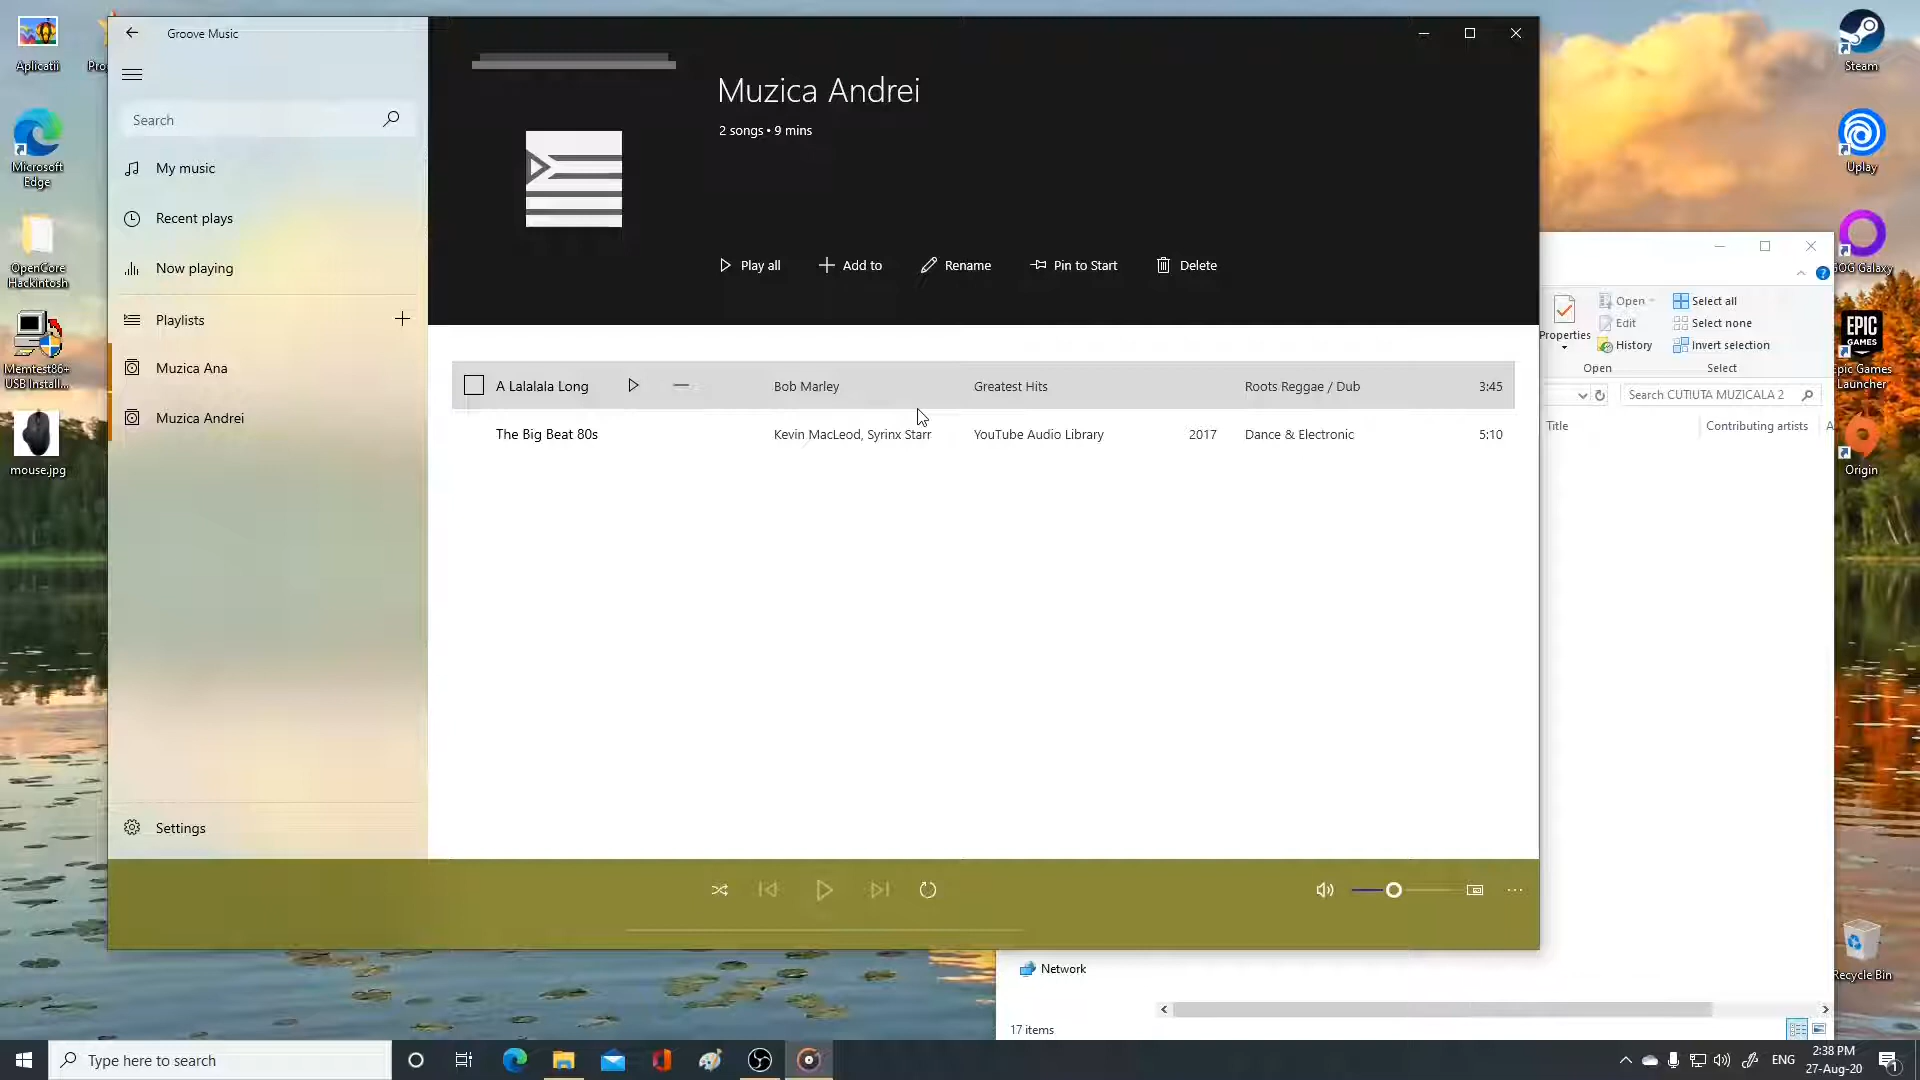 Aplicatii
Pro
Microsoft
Edge
OpenCore
Hackintosh
Memtest86+
USB Install...
mouse.jpg
Groove Music
Search
My music
Recent plays
Now playing
Playlists
Muzica Ana
Muzica Andrei
Settings
Muzica Andrei
2 songs • 9 mins
Play all
Add to
Rename
Pin to Start
Delete
A Lalalala Long Bob Marley Greatest Hits Roots Reggae / Dub 3:45
The Big Beat 80s Kevin MacLeod, Syrinx Starr YouTube Audio Library 2017 Dance & Electronic 5:10
Properties
Open
Edit
History
Open
Select all
Select none
Invert selection
Select
Search CUTIUTA MUZICALA 2
Title Contributing artists A
Network
17 items
Steam
Uplay
GOG Galaxy
EPIC
GAMES
Epic Games
Launcher
Origin
Recycle Bin
Type here to search
ENG
2:38 PM
27-Aug-20
1